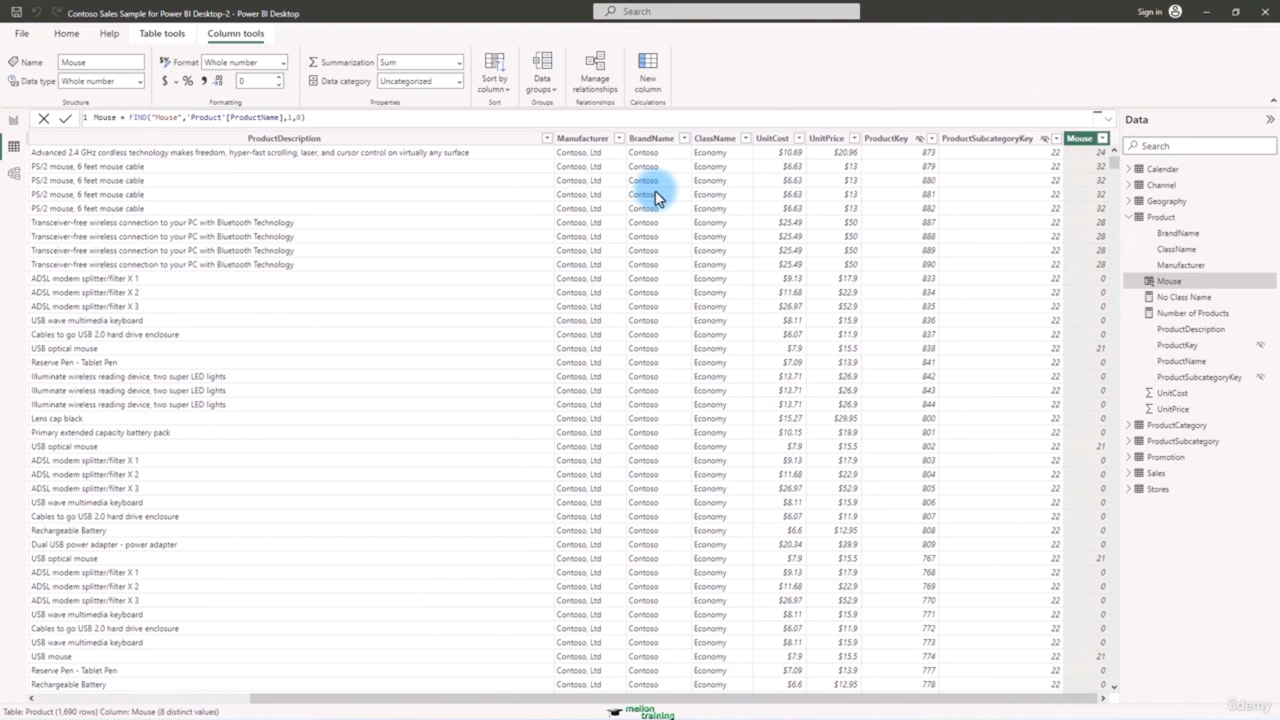 Contoso Sales Sample for Power BI Desktop-2 - Power BI Desktop
Search
Sign in
File
Home
Help
Table tools
Column tools
Name
Mouse
Data type
Whole number
Structure
Format
Whole number
$ % 9 .00
0
Formatting
Summarization
Sum
Data category
Uncategorized
Properties
Sort by column
Sort
Data groups
Groups
Manage relationships
Relationships
New column
Calculations
1 Mouse = FIND("Mouse",'Product'[ProductName],1,0)
ProductDescription Manufacturer BrandName ClassName UnitCost UnitPrice ProductKey ProductSubcategoryKey Mouse
Advanced 2.4 GHz cordless technology makes freedom, hyper-fast scrolling, laser, and cursor control on virtually any surface Contoso, Ltd Contoso Economy $10.69 $20.96 873 22 24
PS/2 mouse, 6 feet mouse cable Contoso, Ltd Contoso Economy $6.63 $13 879 22 32
PS/2 mouse, 6 feet mouse cable Contoso, Ltd Contoso Economy $6.63 $13 880 22 32
PS/2 mouse, 6 feet mouse cable Contoso, Ltd Contoso Economy $6.63 $13 881 22 32
PS/2 mouse, 6 feet mouse cable Contoso, Ltd Contoso Economy $6.63 $13 882 22 32
Transceiver-free wireless connection to your PC with Bluetooth Technology Contoso, Ltd Contoso Economy $25.49 $50 887 22 28
Transceiver-free wireless connection to your PC with Bluetooth Technology Contoso, Ltd Contoso Economy $25.49 $50 888 22 28
Transceiver-free wireless connection to your PC with Bluetooth Technology Contoso, Ltd Contoso Economy $25.49 $50 889 22 28
Transceiver-free wireless connection to your PC with Bluetooth Technology Contoso, Ltd Contoso Economy $25.49 $50 890 22 28
ADSL modem splitter/filter X 1 Contoso, Ltd Contoso Economy $9.13 $17.9 833 22 0
ADSL modem splitter/filter X 2 Contoso, Ltd Contoso Economy $11.68 $22.9 834 22 0
ADSL modem splitter/filter X 3 Contoso, Ltd Contoso Economy $26.97 $52.9 835 22 0
USB wave multimedia keyboard Contoso, Ltd Contoso Economy $8.11 $15.9 836 22 0
Cables to go USB 2.0 hard drive enclosure Contoso, Ltd Contoso Economy $6.07 $11.9 837 22 0
USB optical mouse Contoso, Ltd Contoso Economy $7.9 $15.5 838 22 21
Reserve Pen - Tablet Pen Contoso, Ltd Contoso Economy $7.09 $13.9 841 22 0
Illuminate wireless reading device, two super LED lights Contoso, Ltd Contoso Economy $13.71 $26.9 842 22 0
Illuminate wireless reading device, two super LED lights Contoso, Ltd Contoso Economy $13.71 $26.9 843 22 0
Illuminate wireless reading device, two super LED lights Contoso, Ltd Contoso Economy $13.71 $26.9 844 22 0
Lens cap black Contoso, Ltd Contoso Economy $15.27 $29.95 800 22 0
Primary extended capacity battery pack Contoso, Ltd Contoso Economy $10.15 $19.9 801 22 0
USB optical mouse Contoso, Ltd Contoso Economy $7.9 $15.5 802 22 21
ADSL modem splitter/filter X 1 Contoso, Ltd Contoso Economy $9.13 $17.9 803 22 0
ADSL modem splitter/filter X 2 Contoso, Ltd Contoso Economy $11.68 $22.9 804 22 0
ADSL modem splitter/filter X 3 Contoso, Ltd Contoso Economy $26.97 $52.9 805 22 0
USB wave multimedia keyboard Contoso, Ltd Contoso Economy $8.11 $15.9 806 22 0
Cables to go USB 2.0 hard drive enclosure Contoso, Ltd Contoso Economy $6.07 $11.9 807 22 0
Rechargeable Battery Contoso, Ltd Contoso Economy $6.6 $12.95 808 22 0
Dual USB power adapter - power adapter Contoso, Ltd Contoso Economy $20.34 $39.9 809 22 0
USB optical mouse Contoso, Ltd Contoso Economy $7.9 $15.5 767 22 21
ADSL modem splitter/filter X 1 Contoso, Ltd Contoso Economy $9.13 $17.9 768 22 0
ADSL modem splitter/filter X 2 Contoso, Ltd Contoso Economy $11.68 $22.9 769 22 0
ADSL modem splitter/filter X 3 Contoso, Ltd Contoso Economy $26.97 $52.9 770 22 0
USB wave multimedia keyboard Contoso, Ltd Contoso Economy $8.11 $15.9 771 22 0
Cables to go USB 2.0 hard drive enclosure Contoso, Ltd Contoso Economy $6.07 $11.9 772 22 0
USB wave multimedia keyboard Contoso, Ltd Contoso Economy $8.11 $15.9 773 22 0
USB mouse Contoso, Ltd Contoso Economy $7.9 $15.5 774 22 21
Reserve Pen - Tablet Pen Contoso, Ltd Contoso Economy $7.09 $13.9 777 22 0
Rechargeable Battery Contoso, Ltd Contoso Economy $6.6 $12.95 778 22 0
Data
Search
Calendar
Channel
Geography
Product
BrandName
ClassName
Manufacturer
Mouse
No Class Name
Number of Products
ProductDescription
ProductKey
ProductName
ProductSubcategoryKey
UnitCost
UnitPrice
ProductCategory
ProductSubcategory
Promotion
Sales
Stores
Table: Product (1,690 rows) Column: Mouse (8 distinct values)
meilon
training
ûdemy